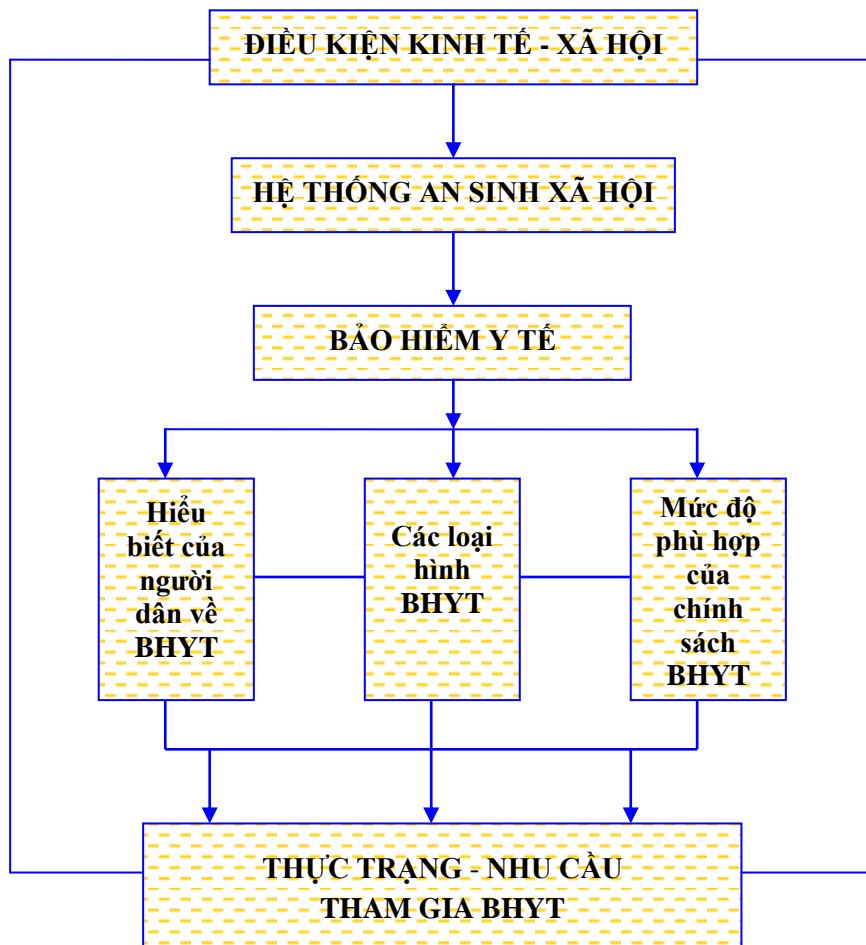 ĐIỀU KIỆN KINH TẾ - XÃ HỘI
HỆ THỐNG AN SINH XÃ HỘI
BẢO HIỂM Y TẾ
Hiểu
biết của
người
dân về
BHYT
Các loại
hình
BHYT
Mức độ
phù hợp
của
chính
sách
BHYT
THỰC TRẠNG - NHU CẦU
THAM GIA BHYT